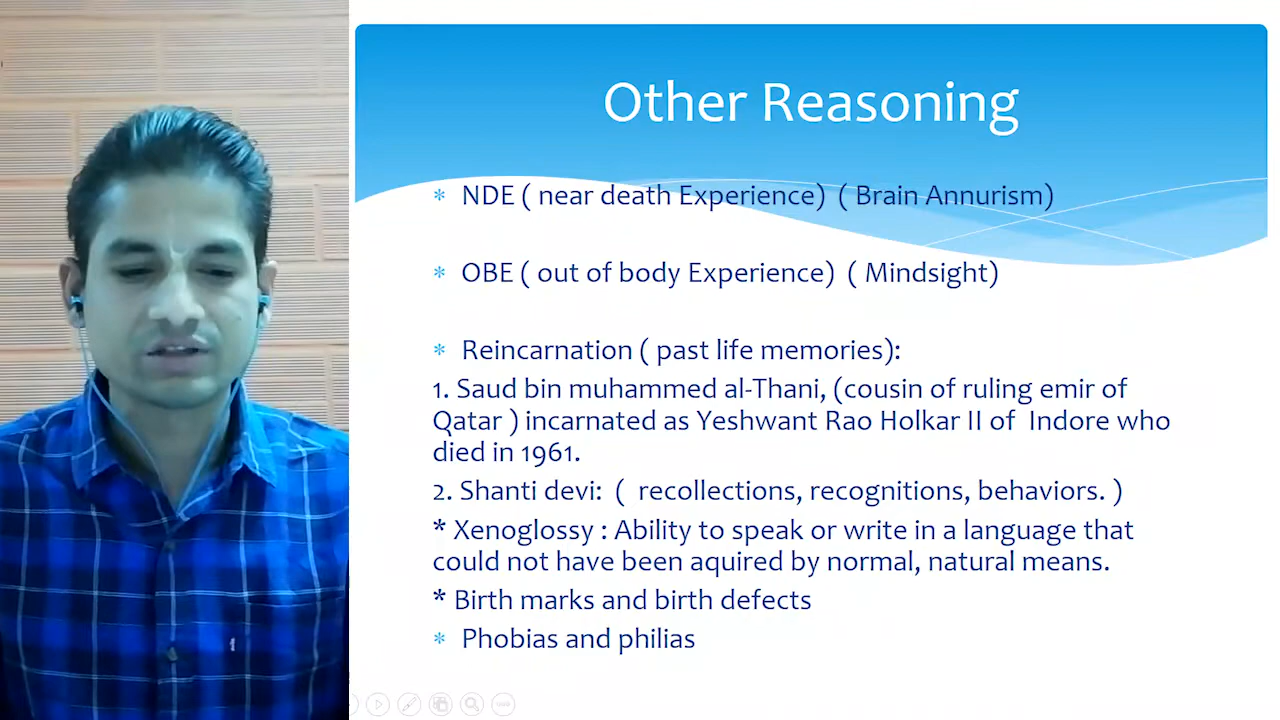 Other Reasoning
* NDE ( near death Experience) ( Brain Annurism)
* OBE ( out of body Experience) ( Mindsight)
* Reincarnation ( past life memories):
1. Saud bin muhammed al-Thani, (cousin of ruling emir of
Qatar ) incarnated as Yeshwant Rao Holkar II of Indore who
died in 1961.
2. Shanti devi: ( recollections, recognitions, behaviors. )
* Xenoglossy : Ability to speak or write in a language that
could not have been aquired by normal, natural means.
* Birth marks and birth defects
* Phobias and philias